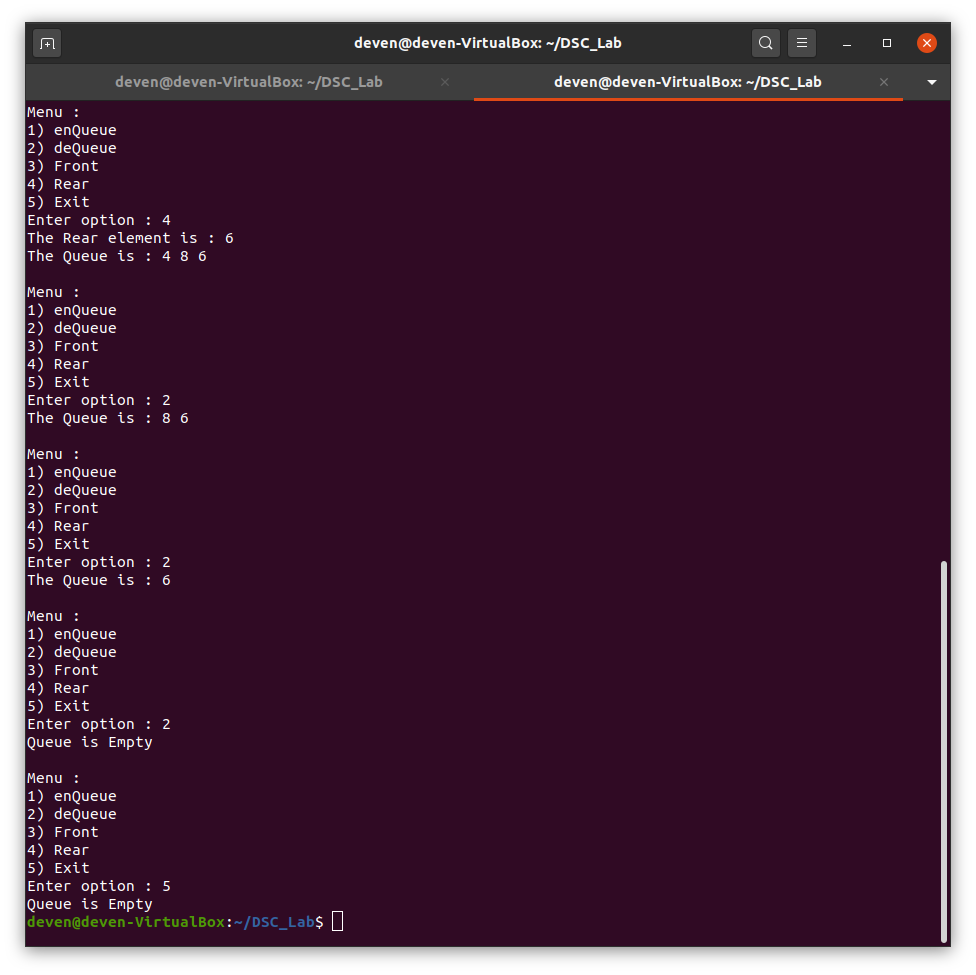 deven@deven-VirtualBox: ~/DSC_Lab
deven@deven-VirtualBox: ~/DSC_Lab
deven@deven-VirtualBox: ~/DSC_Lab
Menu :
1) enQueue
2) deQueue
3) Front
4) Rear
5) Exit
Enter option : 4
The Rear element is : 6
The Queue is : 4 8 6
Menu :
1) enQueue
2) deQueue
3) Front
4) Rear
5) Exit
Enter option : 2
The Queue is : 8 6
Menu :
1) enQueue
2) deQueue
3) Front
4) Rear
5) Exit
Enter option : 2
The Queue is : 6
Menu :
1) enQueue
2) deQueue
3) Front
4) Rear
5) Exit
Enter option : 2
Queue is Empty
Menu :
1) enQueue
2) deQueue
3) Front
4) Rear
5) Exit
Enter option : 5
Queue is Empty
deven@deven-VirtualBox:~/DSC_Lab$